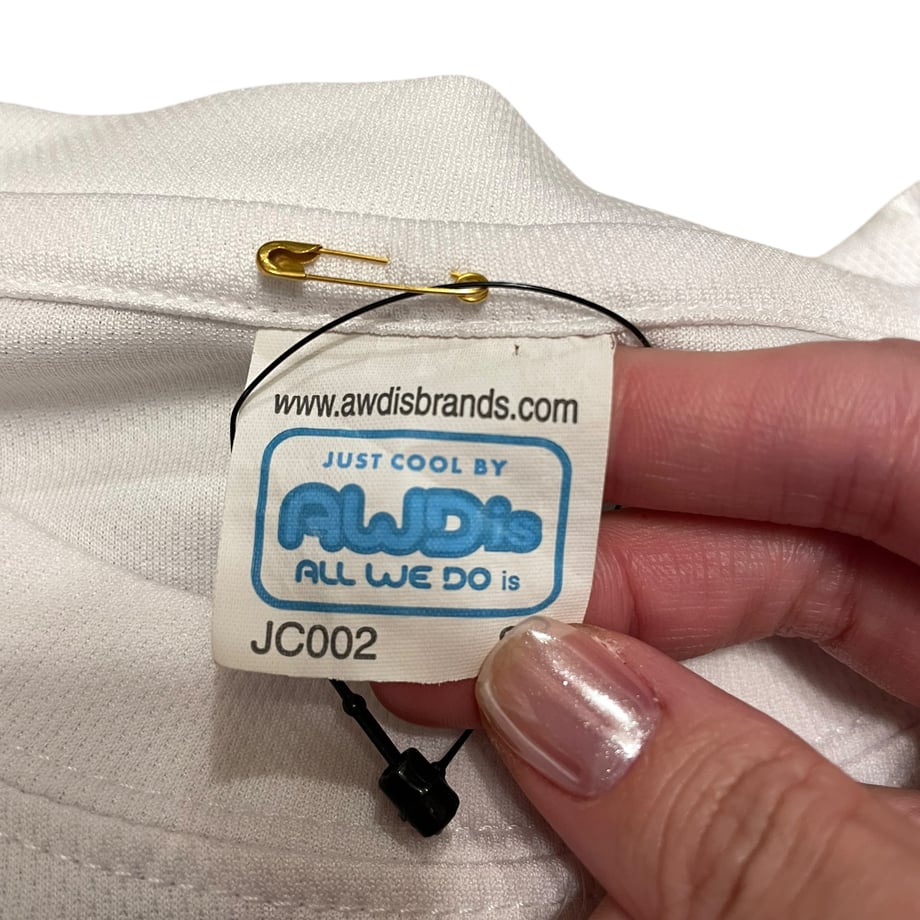 www.awdisbrands.com
JUST COOL BY
AWDis
ALL WE DO is
JC002